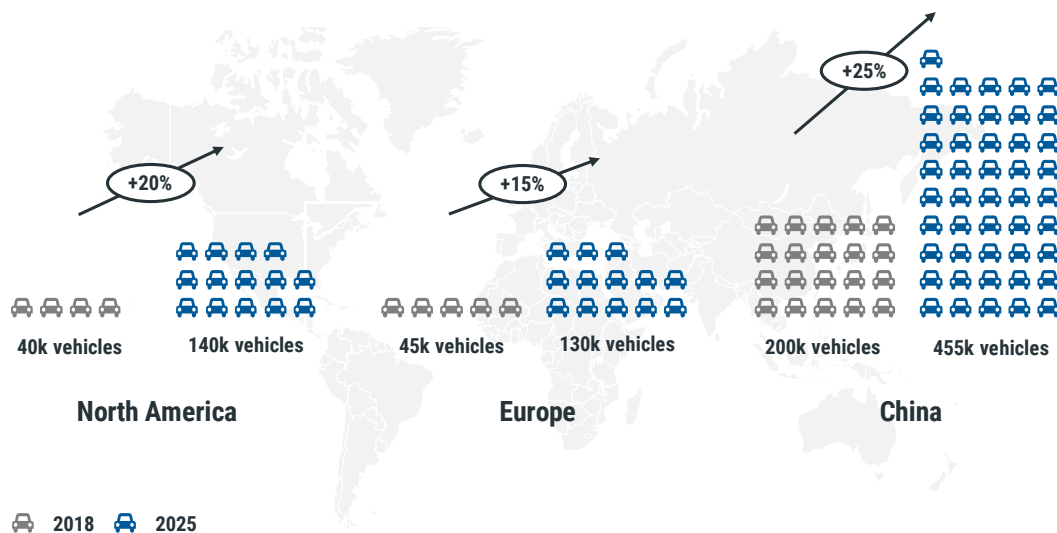 +25%
+20%
+15%
40k vehicles
140k vehicles
45k vehicles
130k vehicles
200k vehicles
455k vehicles
North America
Europe
China
2018
2025